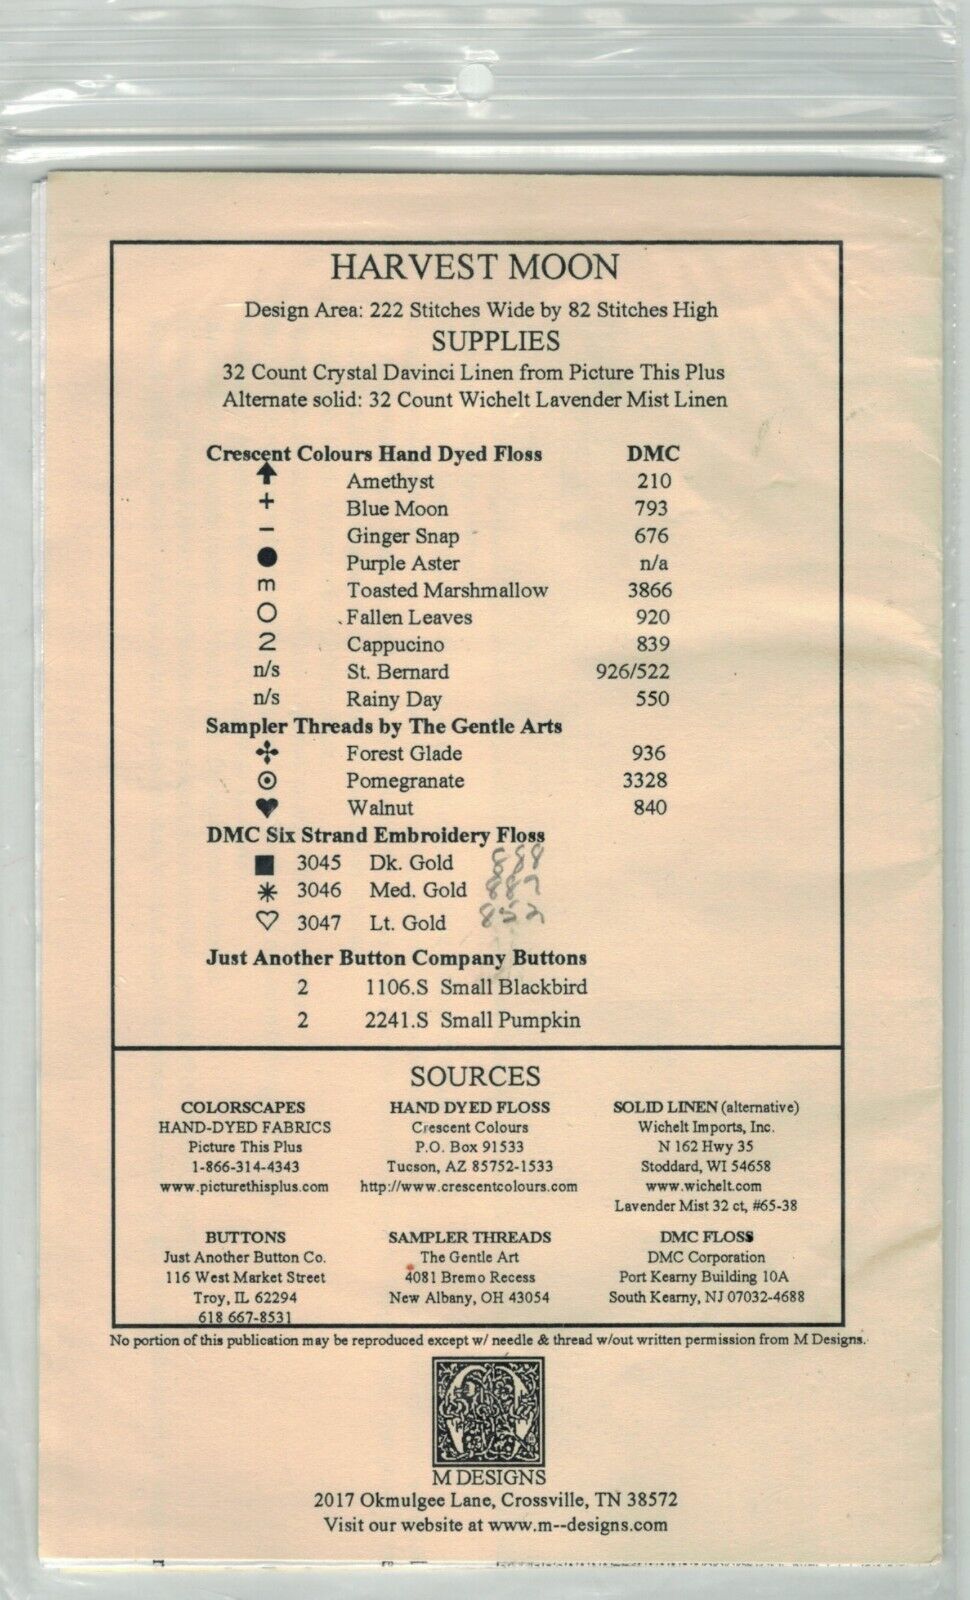 HARVEST MOON
Design Area: 222 Stitches Wide by 82 Stitches High
SUPPLIES
32 Count Crystal Davinci Linen from Picture This Plus
Alternate solid: 32 Count Wichelt Lavender Mist Linen
Crescent Colours Hand Dyed Floss DMC
Amethyst 210
+ Blue Moon 793
− Ginger Snap 676
● Purple Aster n/a
m Toasted Marshmallow 3866
O Fallen Leaves 920
2 Cappucino 839
n/s St. Bernard 926/522
n/s Rainy Day 550
Sampler Threads by The Gentle Arts
Forest Glade 936
Pomegranate 3328
♥ Walnut 840
DMC Six Strand Embroidery Floss
■ 3045 Dk. Gold 888
3046 Med. Gold 887
♡ 3047 Lt. Gold 852
Just Another Button Company Buttons
2 1106.S Small Blackbird
2 2241.S Small Pumpkin
SOURCES
COLORSCAPES HAND DYED FLOSS SOLID LINEN (alternative)
HAND-DYED FABRICS Crescent Colours Wichelt Imports, Inc.
Picture This Plus P.O. Box 91533 N 162 Hwy 35
1-866-314-4343 Tucson, AZ 85752-1533 Stoddard, WI 54658
www.picturethisplus.com http://www.crescentcolours.com www.wichelt.com
Lavender Mist 32 ct, #65-38
BUTTONS SAMPLER THREADS DMC FLOSS
Just Another Button Co. The Gentle Art DMC Corporation
116 West Market Street 4081 Bremo Recess Port Kearny Building 10A
Troy, IL 62294 New Albany, OH 43054 South Kearny, NJ 07032-4688
618 667-8531
No portion of this publication may be reproduced except w/ needle & thread w/out written permission from M Designs.
M DESIGNS
2017 Okmulgee Lane, Crossville, TN 38572
Visit our website at www.m--designs.com